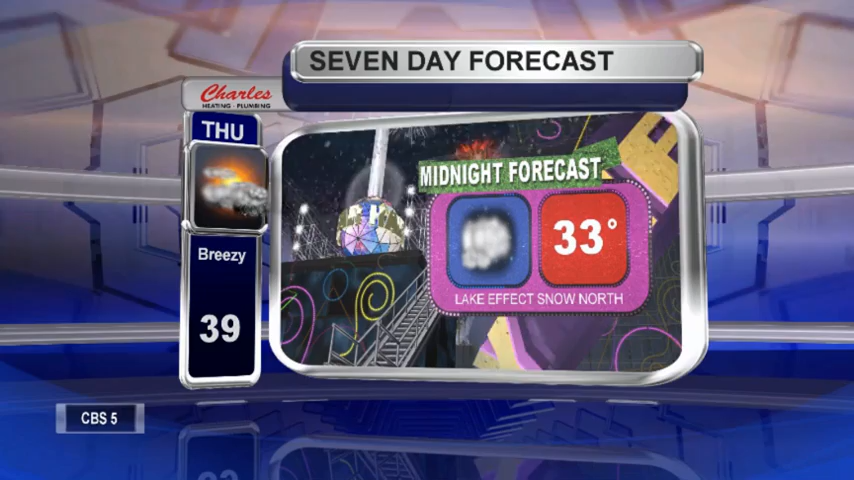 SEVEN DAY FORECAST
Charles
HEATING - PLUMBING
THU
Breezy
39
MIDNIGHT FORECAST
33°
LAKE EFFECT SNOW NORTH
CBS 5